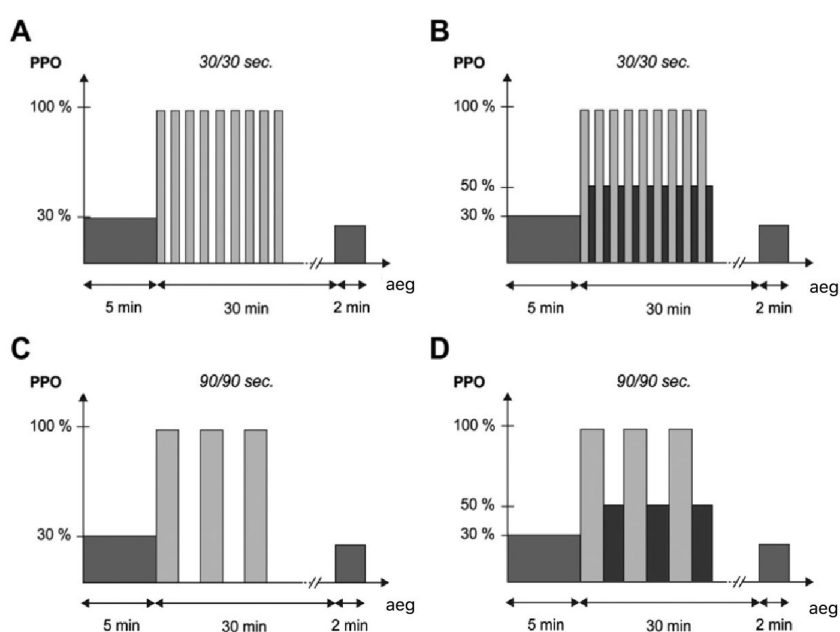 A
PPO
30/30 sec.
100 %
30 %
5 min
30 min
2 min
aeg
B
PPO
30/30 sec.
100 %
50 %
30 %
5 min
30 min
2 min
aeg
C
PPO
90/90 sec.
100 %
30 %
5 min
30 min
2 min
aeg
D
PPO
90/90 sec.
100 %
50 %
30 %
5 min
30 min
2 min
aeg